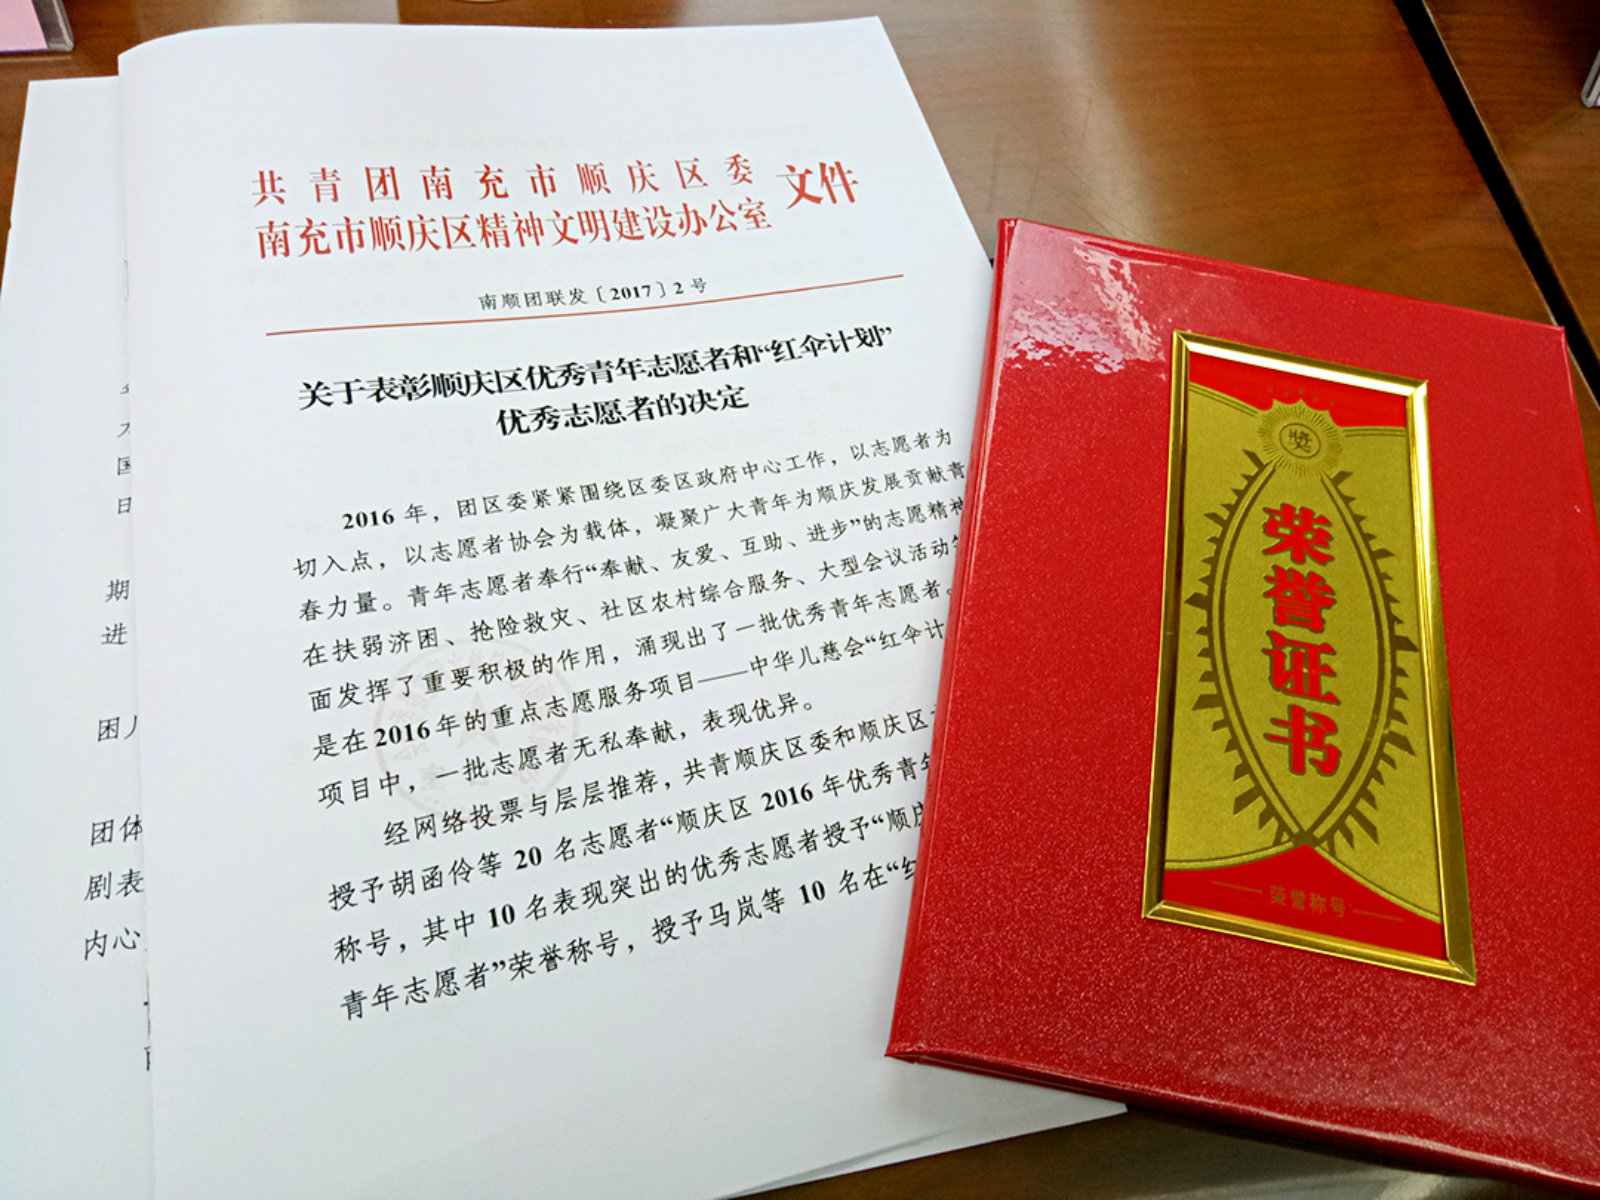 共青团南充市顺庆区委
南充市顺庆区精神文明建设办公室
文件
南顺团联发〔2017〕2号
关于表彰顺庆区优秀青年志愿者和“红伞计划”
优秀志愿者的决定
2016 年，团区委紧紧围绕区委区政府中心工作，以志愿者为
切入点，以志愿者协会为载体，凝聚广大青年为顺庆发展贡献青
春力量。青年志愿者奉行“奉献、友爱、互助、进步”的志愿精神
在扶弱济困、抢险救灾、社区农村综合服务、大型会议活动等
面发挥了重要积极的作用，涌现出了一批优秀青年志愿者。
是在2016年的重点志愿服务项目——中华儿慈会“红伞计
项目中，一批志愿者无私奉献，表现优异。
经网络投票与层层推荐，共青顺庆区委和顺庆区
授予胡函伶等 20 名志愿者“顺庆区 2016 年优秀青年
称号，其中 10 名表现突出的优秀志愿者授予“顺庆
青年志愿者”荣誉称号，授予马岚等 10 名在“红
期
进
困
团体
剧表
内心
奖
荣誉证书
荣誉称号